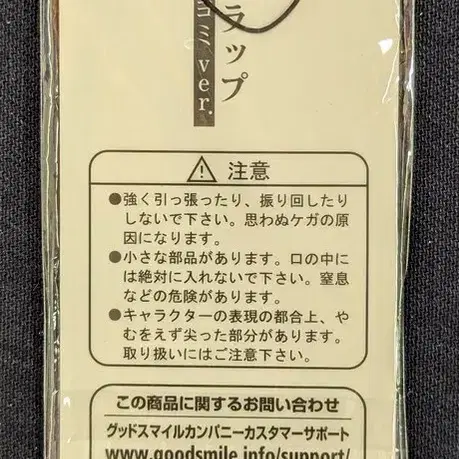 ラップ
コミver.
⚠ 注意
●強く引っ張ったり、振り回したり
しないで下さい。思わぬケガの原
因になります。
●小さな部品があります。口の中に
は絶対に入れないで下さい。窒息
などの危険があります。
●キャラクターの表現の都合上、や
むをえず尖った部分があります。
取り扱いにはご注意下さい。
この商品に関するお問い合わせ
グッドスマイルカンパニーカスタマーサポート
www.goodsmile.info/support/